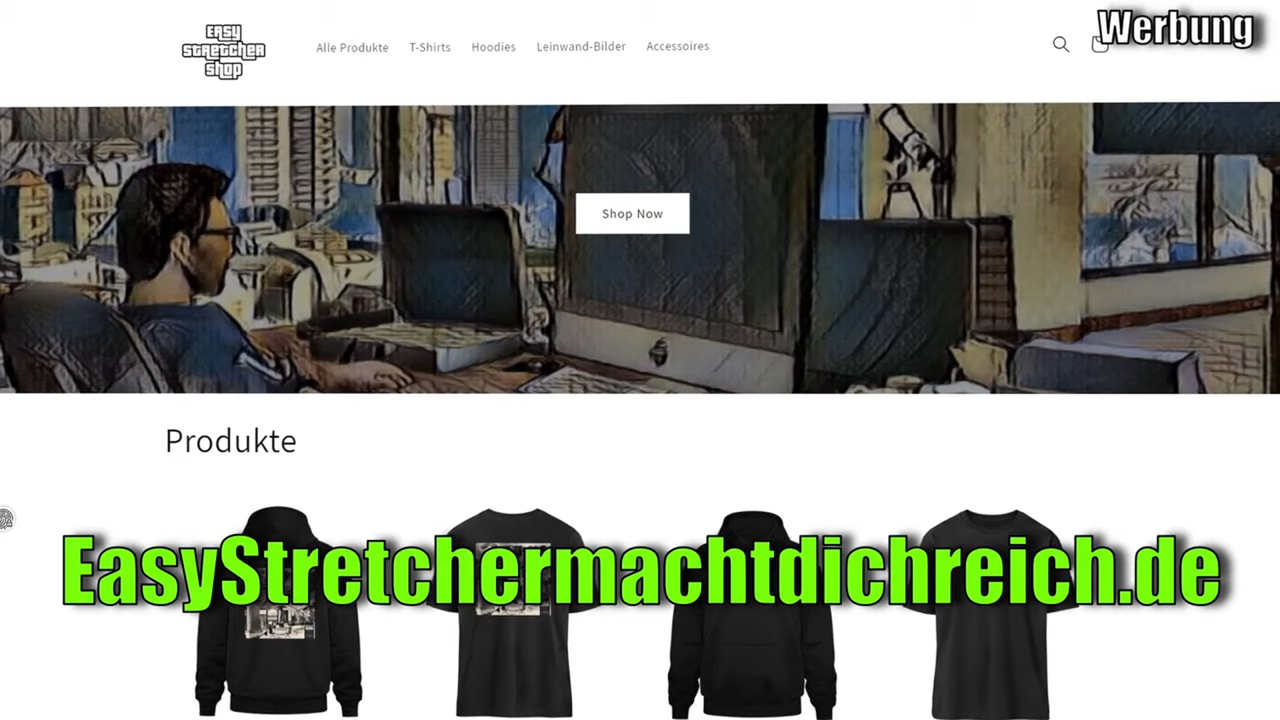 EASY
STRETCHER
SHOP
Alle Produkte
T-Shirts
Hoodies
Leinwand-Bilder
Accessoires
Werbung
Shop Now
Produkte
EasyStretchermachtdichreich.de